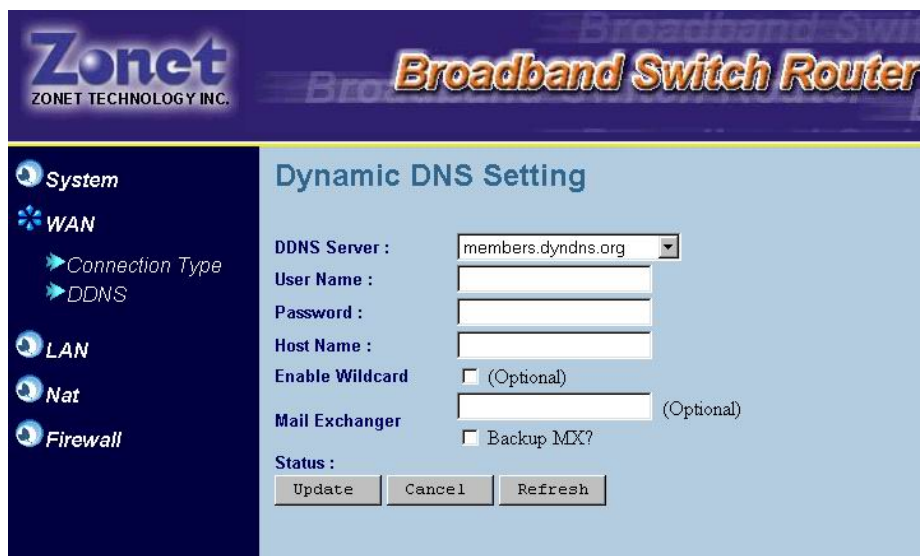 Zonet
ZONET TECHNOLOGY INC.
Broadband Switch Router
System
WAN
Connection Type
DDNS
LAN
Nat
Firewall
Dynamic DNS Setting
DDNS Server : members.dyndns.org
User Name :
Password :
Host Name :
Enable Wildcard (Optional)
Mail Exchanger (Optional)
Backup MX?
Status :
Update Cancel Refresh